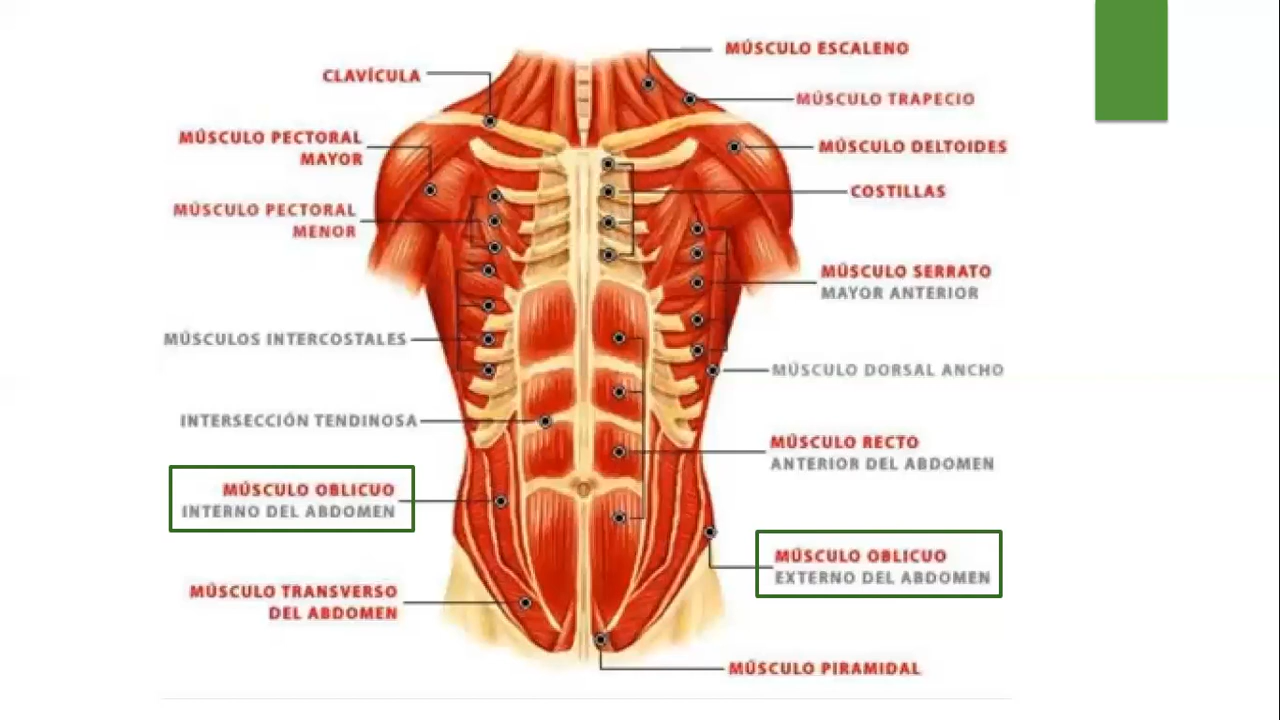 MÚSCULO ESCALENO
CLAVÍCULA
MÚSCULO TRAPECIO
MÚSCULO PECTORAL
MAYOR
MÚSCULO DELTOIDES
COSTILLAS
MÚSCULO PECTORAL
MENOR
MÚSCULO SERRATO
MAYOR ANTERIOR
MÚSCULOS INTERCOSTALES
MÚSCULO DORSAL ANCHO
INTERSECCIÓN TENDINOSA
MÚSCULO RECTO
ANTERIOR DEL ABDOMEN
MÚSCULO OBLICUO
INTERNO DEL ABDOMEN
MÚSCULO OBLICUO
EXTERNO DEL ABDOMEN
MÚSCULO TRANSVERSO
DEL ABDOMEN
MÚSCULO PIRAMIDAL